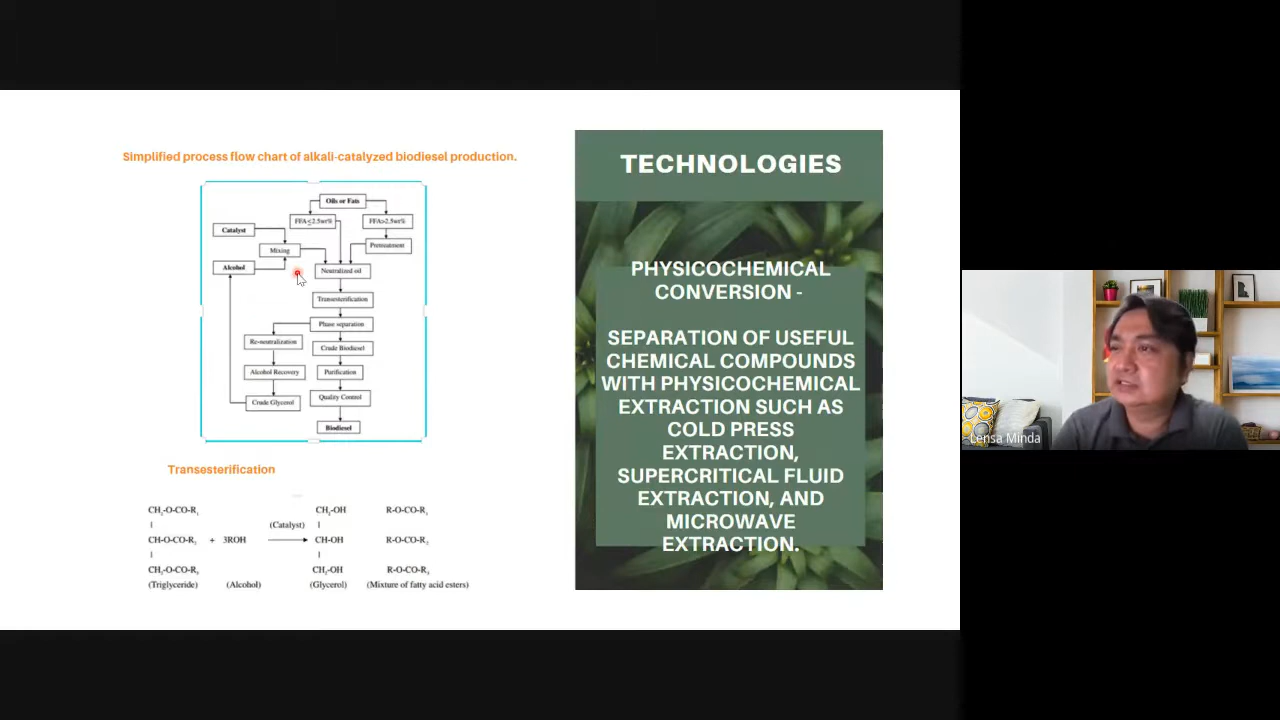 Simplified process flow chart of alkali-catalyzed biodiesel production.
Oils or Fats
FFA≤2.5wt%
FFA>2.5wt%
Catalyst
Mixing
Pretreatment
Alcohol
Neutralized oil
Transesterification
Phase separation
Re-neutralization
Crude Biodiesel
Alcohol Recovery
Purification
Quality Control
Crude Glycerol
Biodiesel
Transesterification
CH₂-O-CO-R₁
CH₂-OH
R-O-CO-R₁
(Catalyst)
CH-O-CO-R₂ + 3ROH
CH-OH
R-O-CO-R₂
CH₂-O-CO-R₃
CH₂-OH
R-O-CO-R₃
(Triglyceride)
(Alcohol)
(Glycerol)
(Mixture of fatty acid esters)
TECHNOLOGIES
PHYSICOCHEMICAL
CONVERSION -
SEPARATION OF USEFUL
CHEMICAL COMPOUNDS
WITH PHYSICOCHEMICAL
EXTRACTION SUCH AS
COLD PRESS
EXTRACTION,
SUPERCRITICAL FLUID
EXTRACTION, AND
MICROWAVE
EXTRACTION.
Lensa Minda